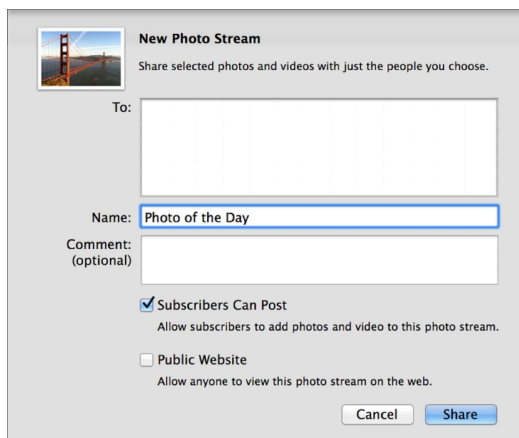 New Photo Stream
Share selected photos and videos with just the people you choose.
To:
Name: Photo of the Day
Comment:
(optional)
Subscribers Can Post
Allow subscribers to add photos and video to this photo stream.
Public Website
Allow anyone to view this photo stream on the web.
Cancel Share